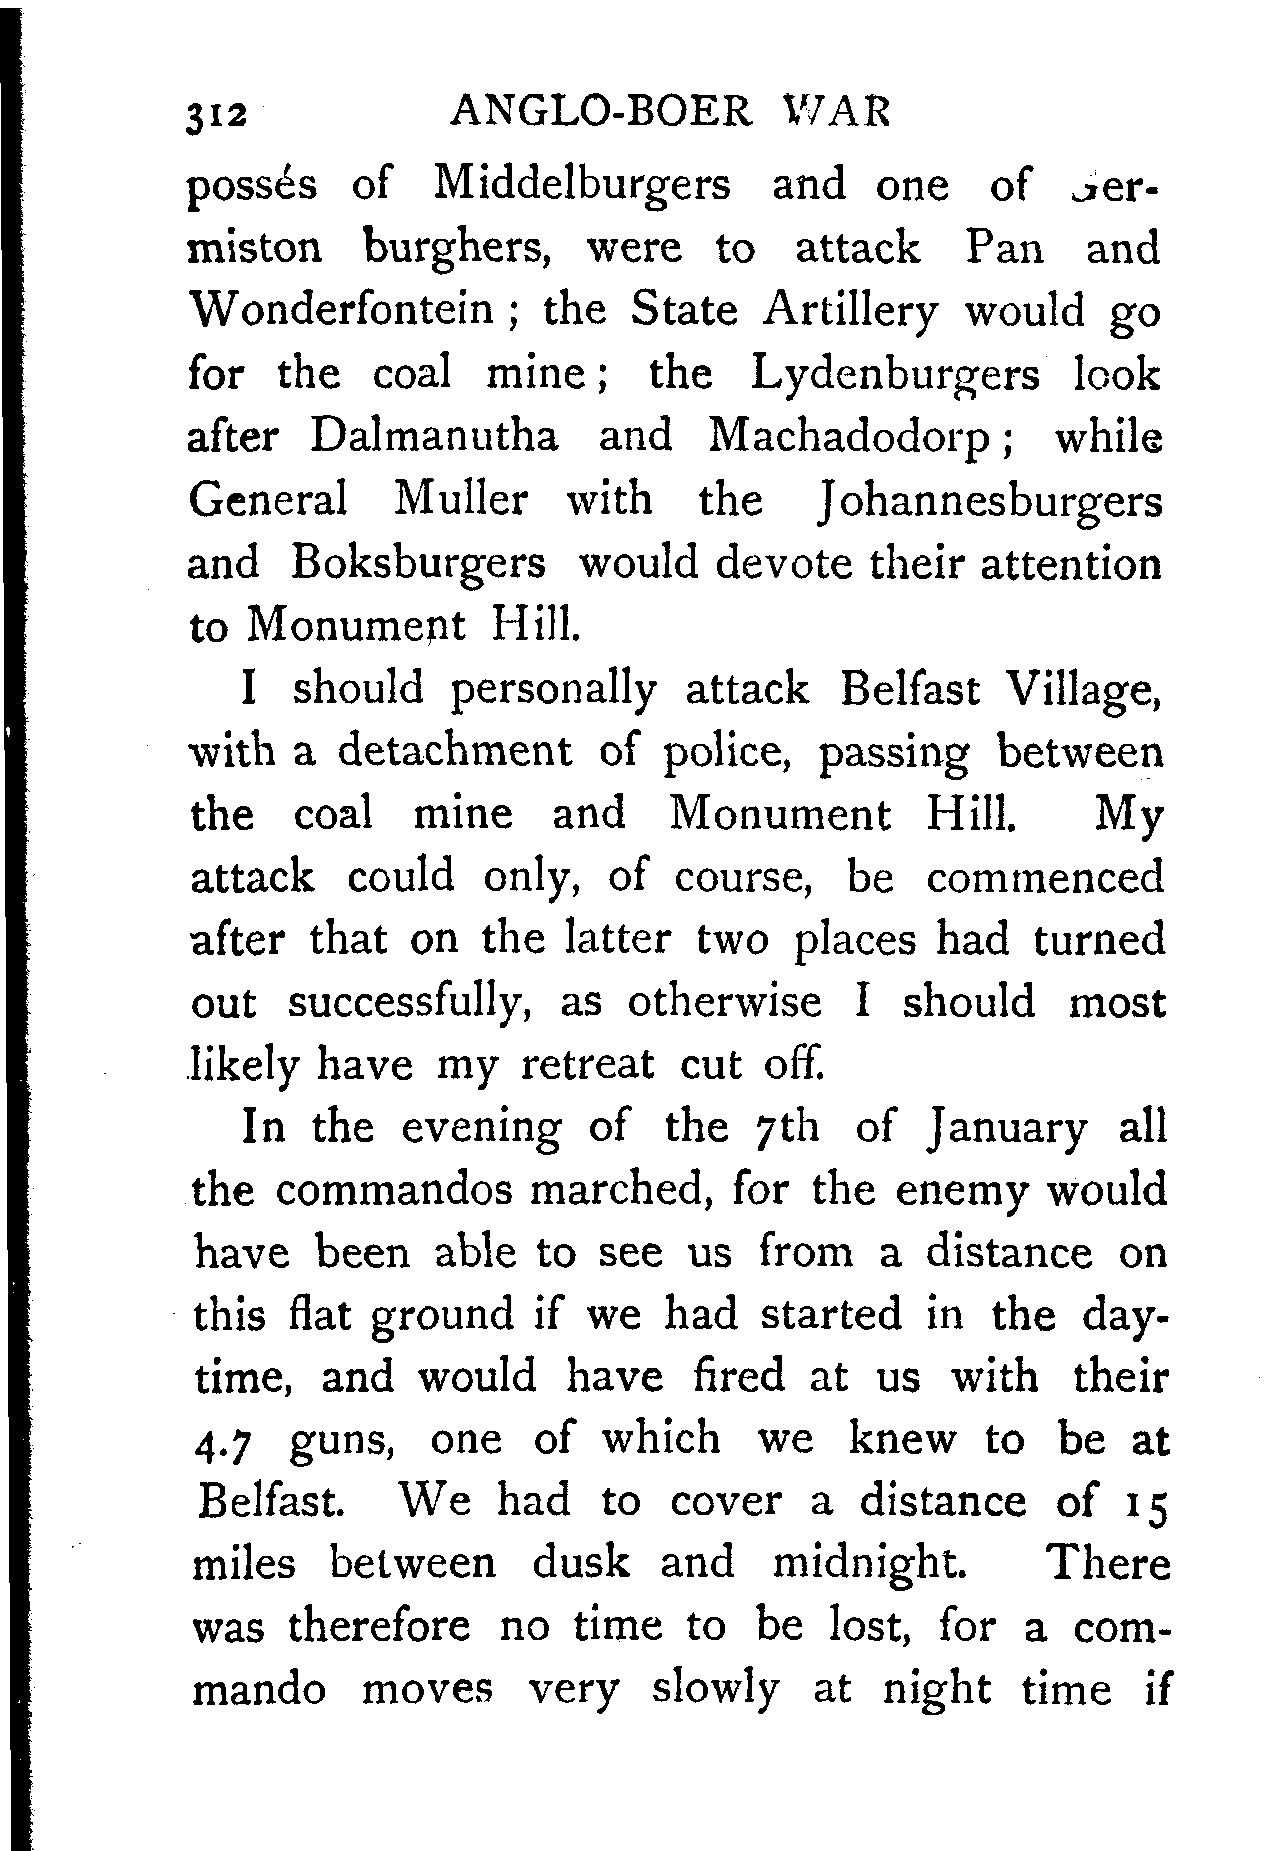 312 ANGLO-BOER WAR
possés of Middelburgers and one of Ger-
miston burghers, were to attack Pan and
Wonderfontein ; the State Artillery would go
for the coal mine ; the Lydenburgers look
after Dalmanutha and Machadodorp ; while
General Muller with the Johannesburgers
and Boksburgers would devote their attention
to Monument Hill.
I should personally attack Belfast Village,
with a detachment of police, passing between
the coal mine and Monument Hill. My
attack could only, of course, be commenced
after that on the latter two places had turned
out successfully, as otherwise I should most
likely have my retreat cut off.
In the evening of the 7th of January all
the commandos marched, for the enemy would
have been able to see us from a distance on
this flat ground if we had started in the day-
time, and would have fired at us with their
4.7 guns, one of which we knew to be at
Belfast. We had to cover a distance of 15
miles between dusk and midnight. There
was therefore no time to be lost, for a com-
mando moves very slowly at night time if